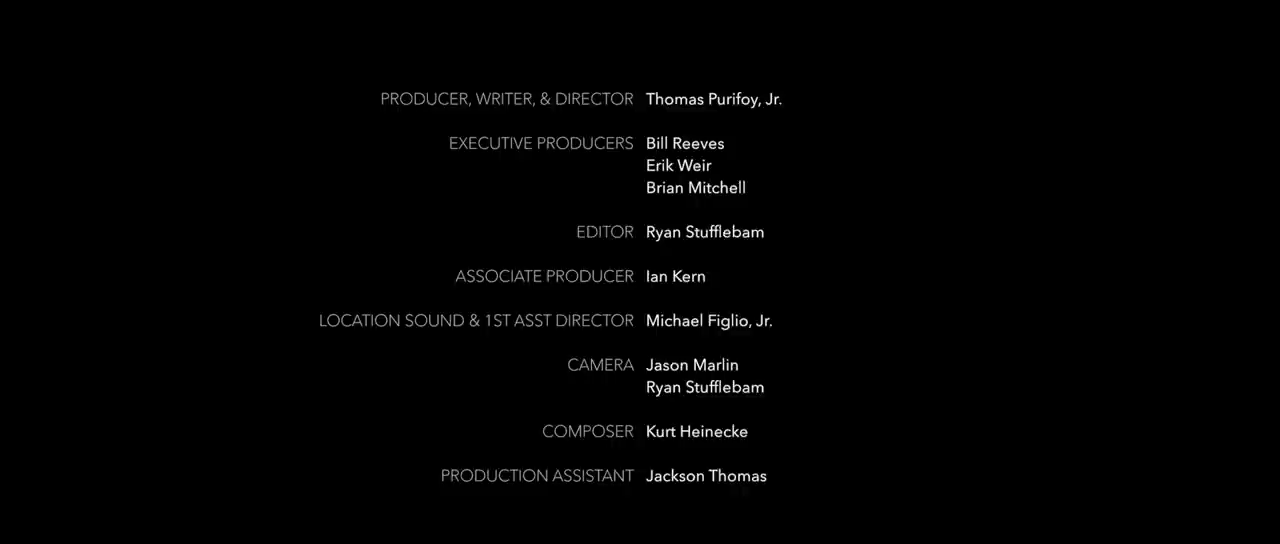 PRODUCER, WRITER, & DIRECTOR Thomas Purifoy, Jr.
EXECUTIVE PRODUCERS Bill Reeves
Erik Weir
Brian Mitchell
EDITOR Ryan Stufflebam
ASSOCIATE PRODUCER Ian Kern
LOCATION SOUND & 1ST ASST DIRECTOR Michael Figlio, Jr.
CAMERA Jason Marlin
Ryan Stufflebam
COMPOSER Kurt Heinecke
PRODUCTION ASSISTANT Jackson Thomas